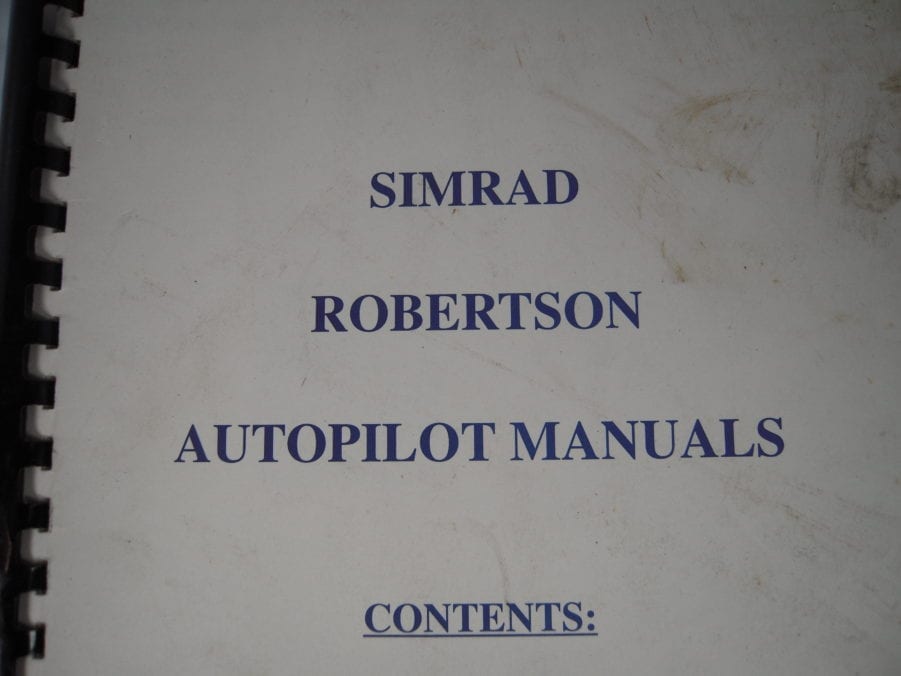 SIMRAD
ROBERTSON
AUTOPILOT MANUALS
CONTENTS: